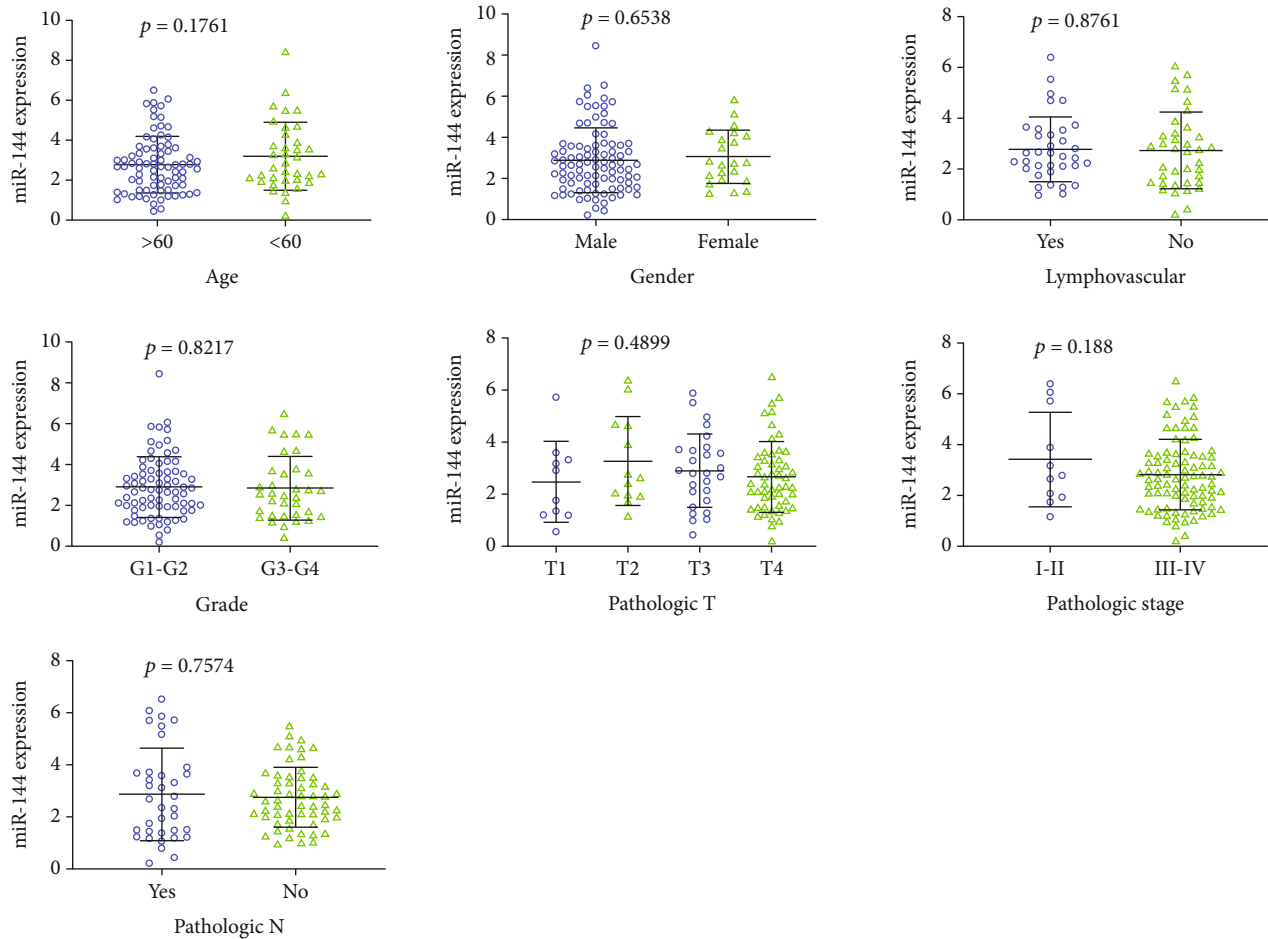 p = 0.1761
miR-144 expression
10
8
6
4
2
0
>60 <60
Age
p = 0.6538
miR-144 expression
10
8
6
4
2
0
Male Female
Gender
p = 0.8761
miR-144 expression
8
6
4
2
0
Yes No
Lymphovascular
p = 0.8217
miR-144 expression
10
8
6
4
2
0
G1-G2 G3-G4
Grade
p = 0.4899
miR-144 expression
8
6
4
2
0
T1 T2 T3 T4
Pathologic T
p = 0.188
miR-144 expression
8
6
4
2
0
I-II III-IV
Pathologic stage
p = 0.7574
miR-144 expression
8
6
4
2
0
Yes No
Pathologic N